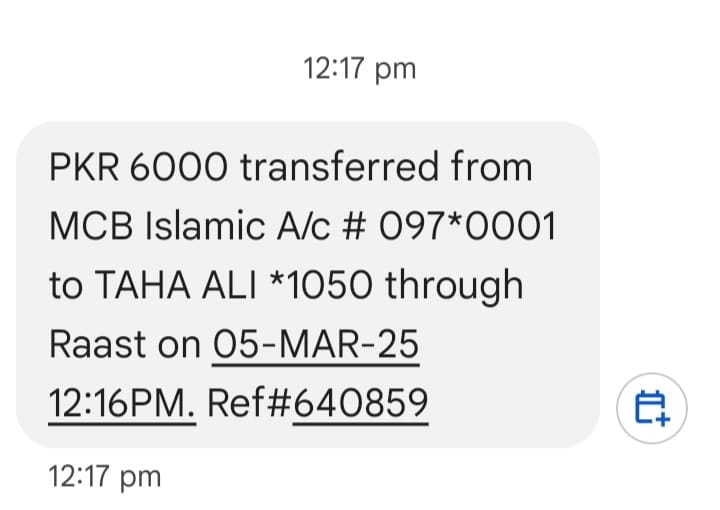 12:17 pm
PKR 6000 transferred from
MCB Islamic A/c # 097*0001
to TAHA ALI *1050 through
Raast on 05-MAR-25
12:16PM. Ref#640859
12:17 pm